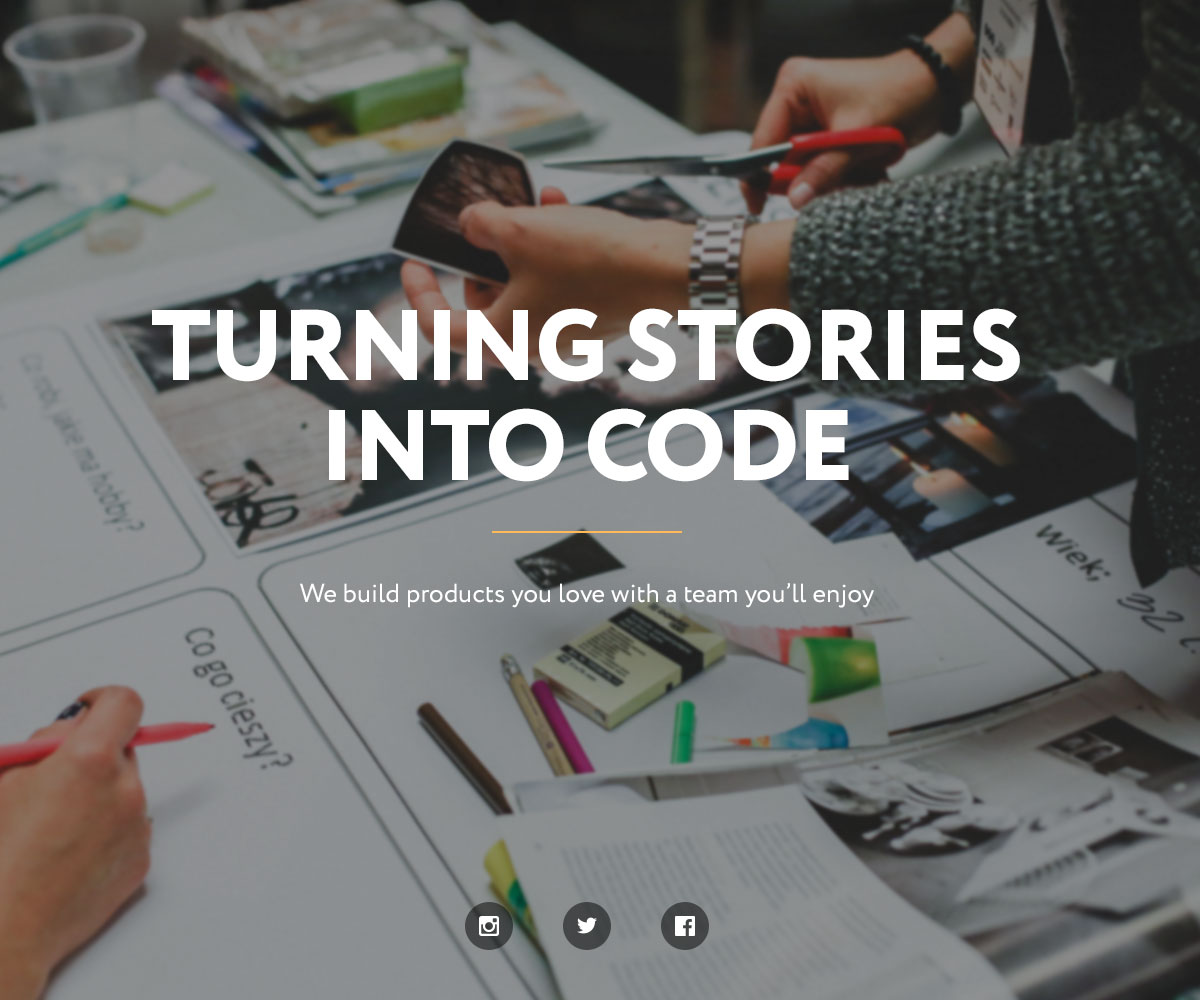 TURNING STORIES
INTO CODE
We build products you love with a team you’ll enjoy
Co robi, jakie ma hobby?
Wiek:
32
Co go cieszy?